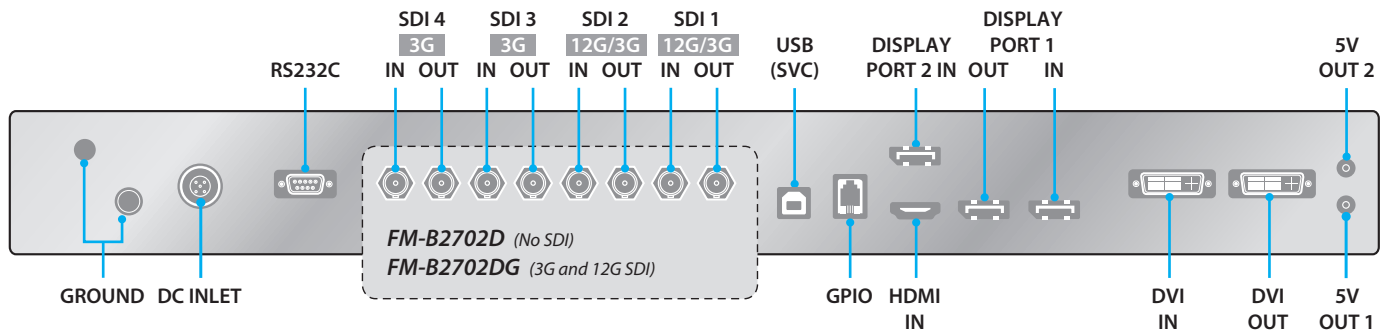 SDI 4 SDI 3 SDI 2 SDI 1 DISPLAY
3G 3G 12G/3G 12G/3G USB DISPLAY PORT 1 5V
RS232C IN OUT IN OUT IN OUT IN OUT (SVC) PORT 2 IN OUT IN OUT 2
FM-B2702D (No SDI)
FM-B2702DG (3G and 12G SDI)
GROUND DC INLET GPIO HDMI DVI DVI 5V
IN IN OUT OUT 1